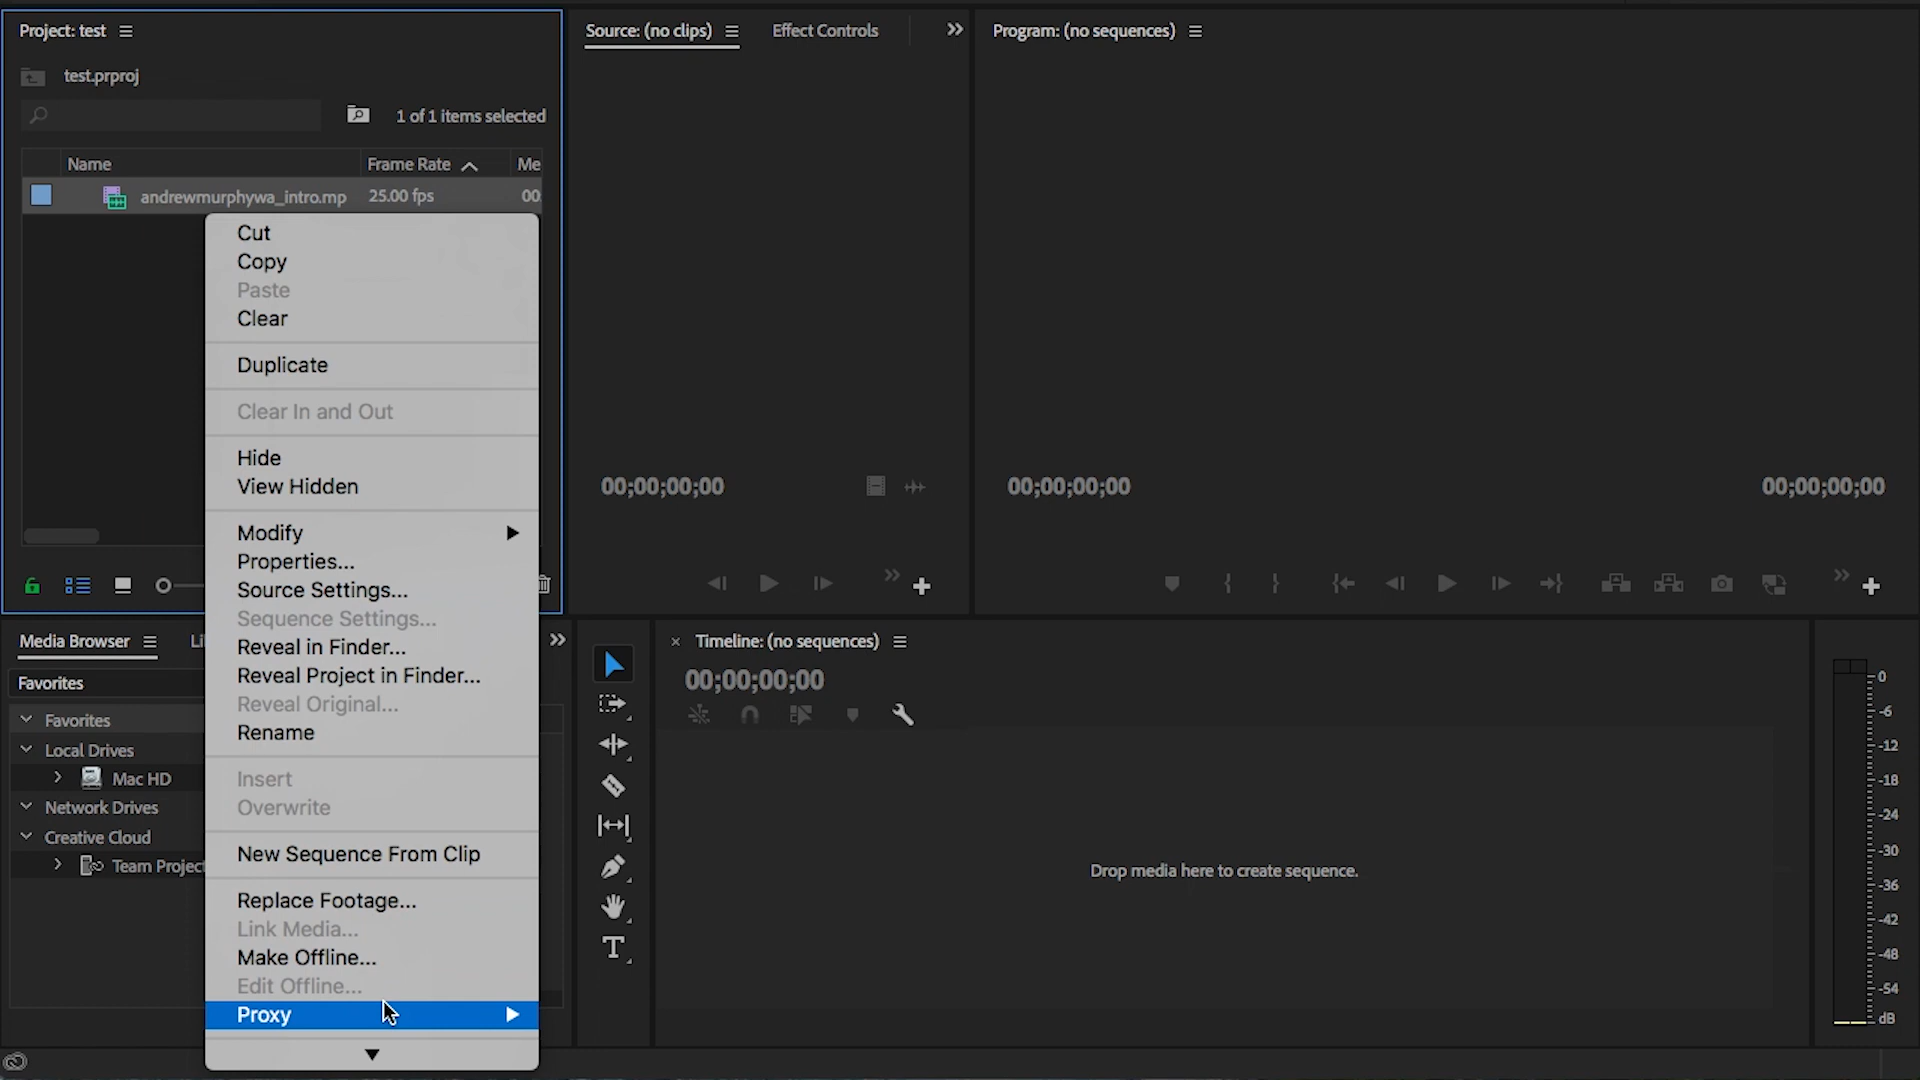 Project: test
Source: (no clips)
Effect Controls
Program: (no sequences)
test.prproj
1 of 1 items selected
Name
Frame Rate
Me
andrewmurphywa_intro.mp
25.00 fps
00
Cut
Copy
Paste
Clear
Duplicate
Clear In and Out
Hide
View Hidden
Modify
Properties...
Source Settings...
Sequence Settings...
Reveal in Finder...
Reveal Project in Finder...
Reveal Original...
Rename
Insert
Overwrite
New Sequence From Clip
Replace Footage...
Link Media...
Make Offline...
Edit Offline...
Proxy
00;00;00;00
00;00;00;00
00;00;00;00
Media Browser
Li
Favorites
Favorites
Local Drives
Mac HD
Network Drives
Creative Cloud
Team Project
Timeline: (no sequences)
00;00;00;00
Drop media here to create sequence.
0
-6
-12
-18
-24
-30
-36
-42
-48
-54
dB